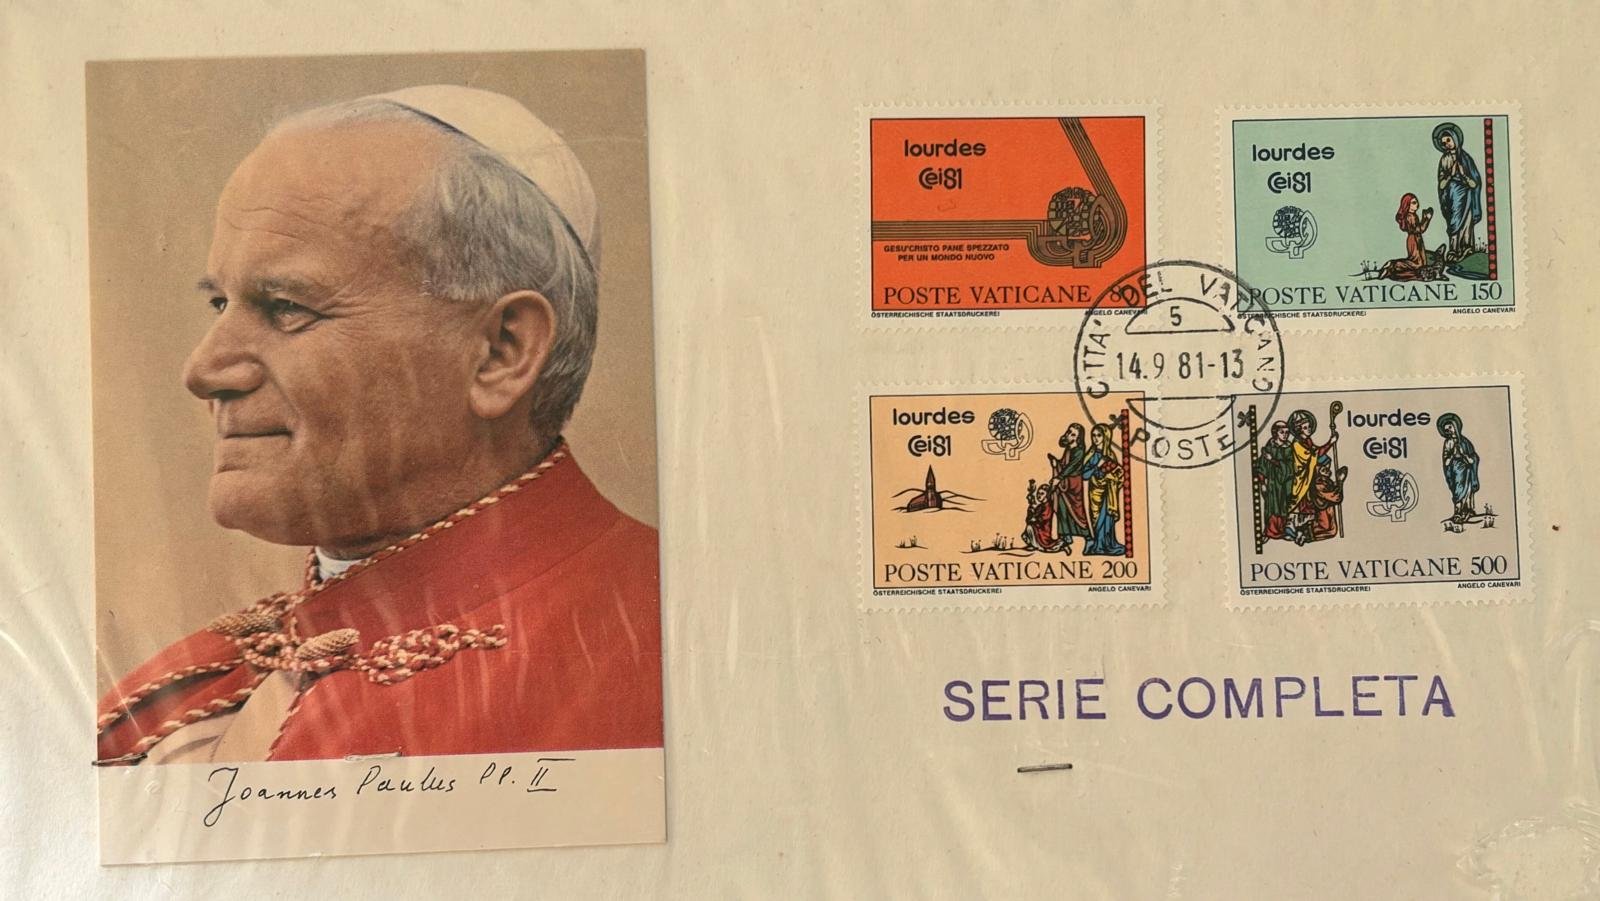 Joannes Paulus PP. II
lourdes
Cei81
GESU'CRISTO PANE SPEZZATO
PER UN MONDO NUOVO
POSTE VATICANE 80
ÖSTERREICHISCHE STAATSDRUCKEREI ANGELO CANEVARI
lourdes
Cei81
POSTE VATICANE 150
ÖSTERREICHISCHE STAATSDRUCKEREI ANGELO CANEVARI
CITTA' DEL VATICANO
5
14.9.81-13
* POSTE *
lourdes
Cei81
POSTE VATICANE 200
ÖSTERREICHISCHE STAATSDRUCKEREI ANGELO CANEVARI
lourdes
Cei81
POSTE VATICANE 500
ÖSTERREICHISCHE STAATSDRUCKEREI ANGELO CANEVARI
SERIE COMPLETA